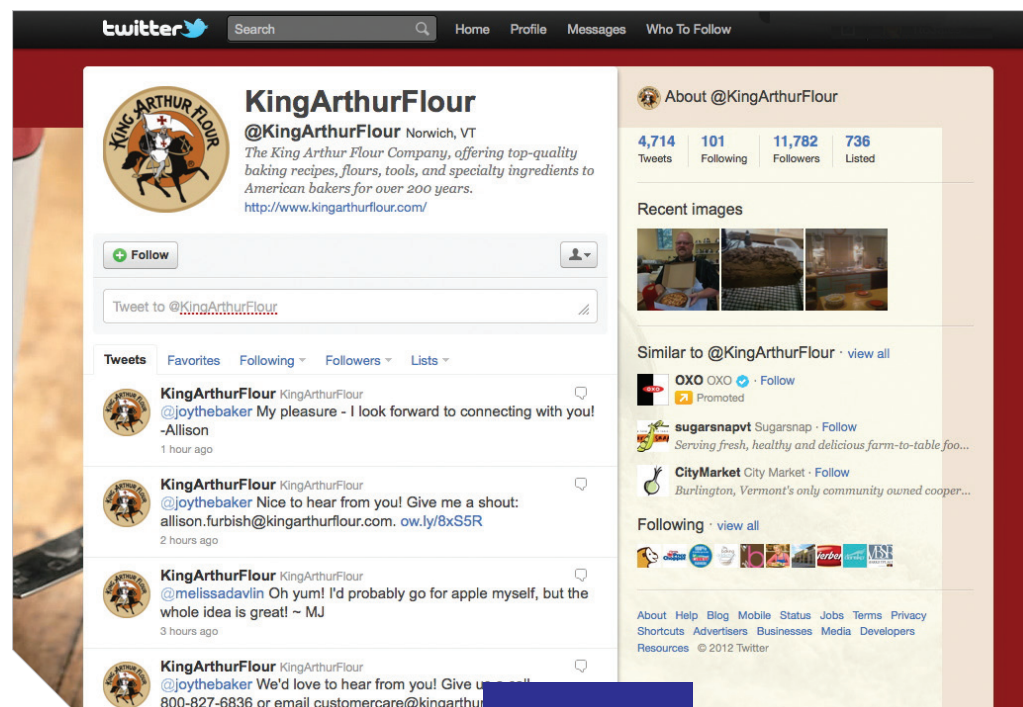 twitter
Search
Home Profile Messages Who To Follow
KING ARTHUR FLOUR
KingArthurFlour
@KingArthurFlour Norwich, VT
The King Arthur Flour Company, offering top-quality
baking recipes, flours, tools, and specialty ingredients to
American bakers for over 200 years.
http://www.kingarthurflour.com/
Follow
Tweet to @KingArthurFlour
Tweets Favorites Following Followers Lists
KingArthurFlour KingArthurFlour
@joythebaker My pleasure - I look forward to connecting with you!
-Allison
1 hour ago
KingArthurFlour KingArthurFlour
@joythebaker Nice to hear from you! Give me a shout:
allison.furbish@kingarthurflour.com. ow.ly/8xS5R
2 hours ago
KingArthurFlour KingArthurFlour
@melissadavlin Oh yum! I'd probably go for apple myself, but the
whole idea is great! ~ MJ
3 hours ago
KingArthurFlour KingArthurFlour
@joythebaker We'd love to hear from you! Give
800-827-6836 or email customercare@kingarthur
About @KingArthurFlour
4,714 101 11,782 736
Tweets Following Followers Listed
Recent images
Similar to @KingArthurFlour · view all
OXO
OXO OXO · Follow
Promoted
sugarsnapvt Sugarsnap · Follow
Serving fresh, healthy and delicious farm-to-table foo...
CityMarket City Market · Follow
Burlington, Vermont's only community owned cooper...
Following · view all
About Help Blog Mobile Status Jobs Terms Privacy
Shortcuts Advertisers Businesses Media Developers
Resources © 2012 Twitter